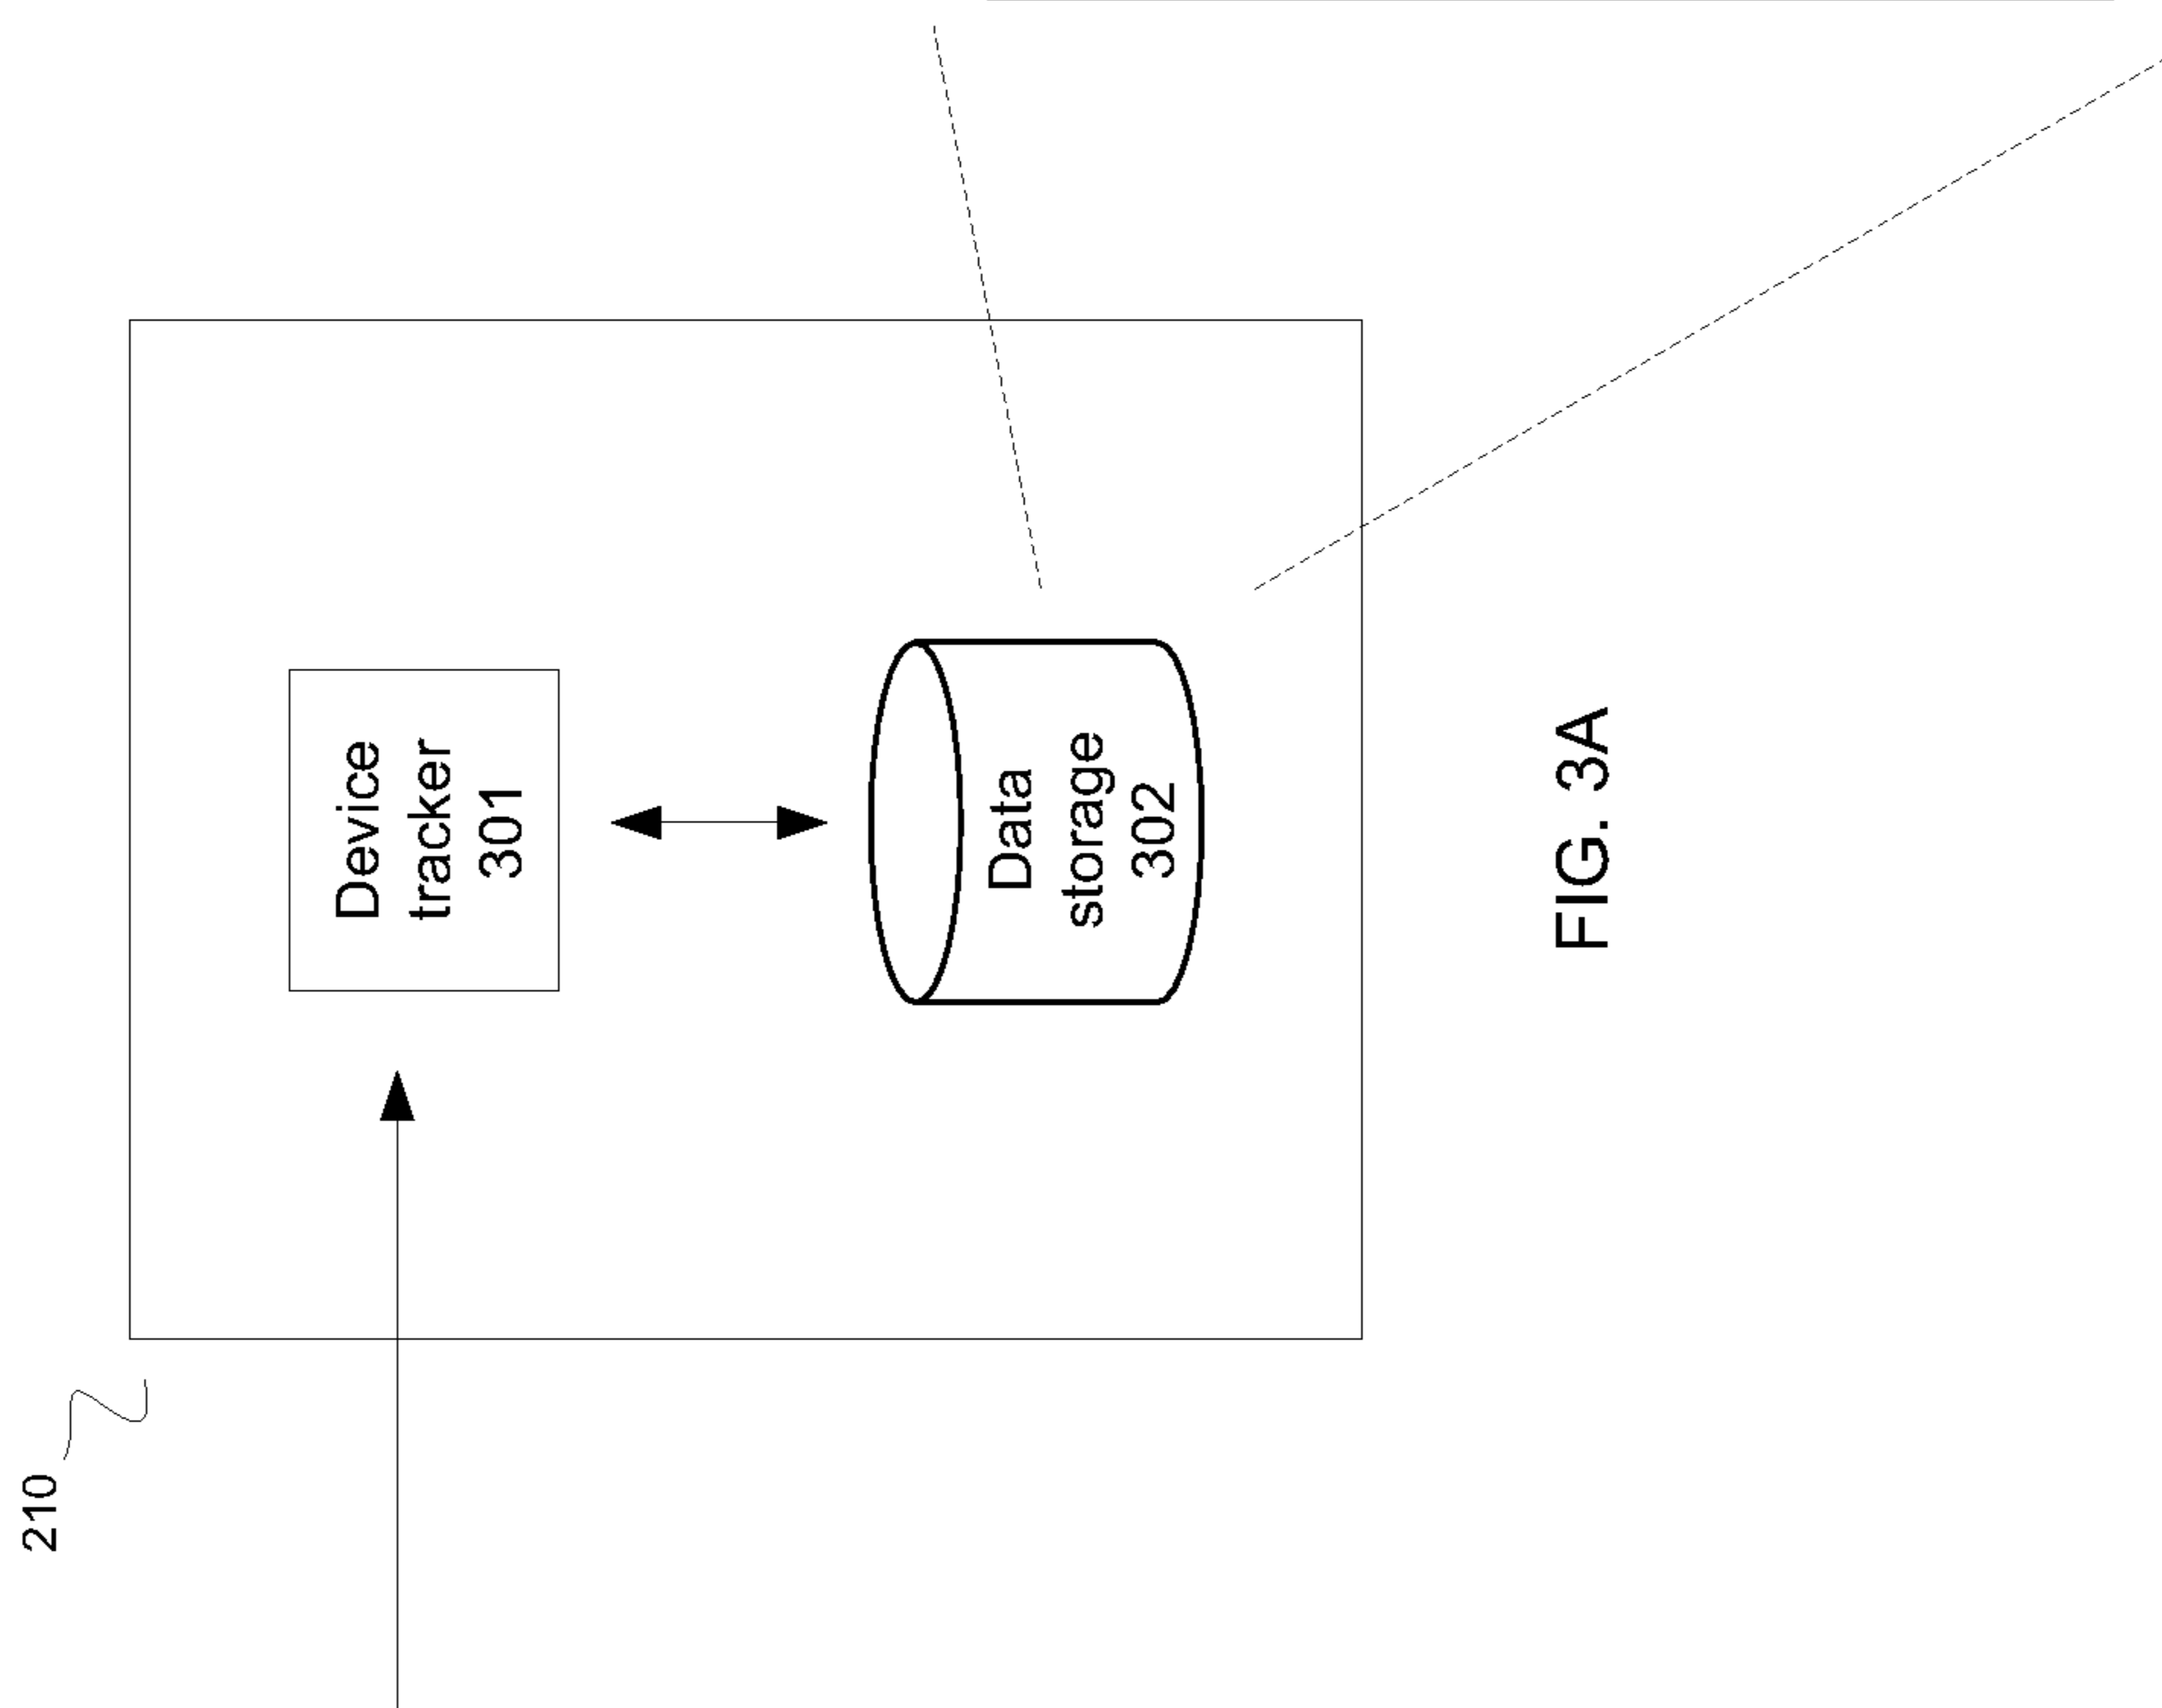 210
Device
tracker
301
Data
storage
302
FIG. 3A